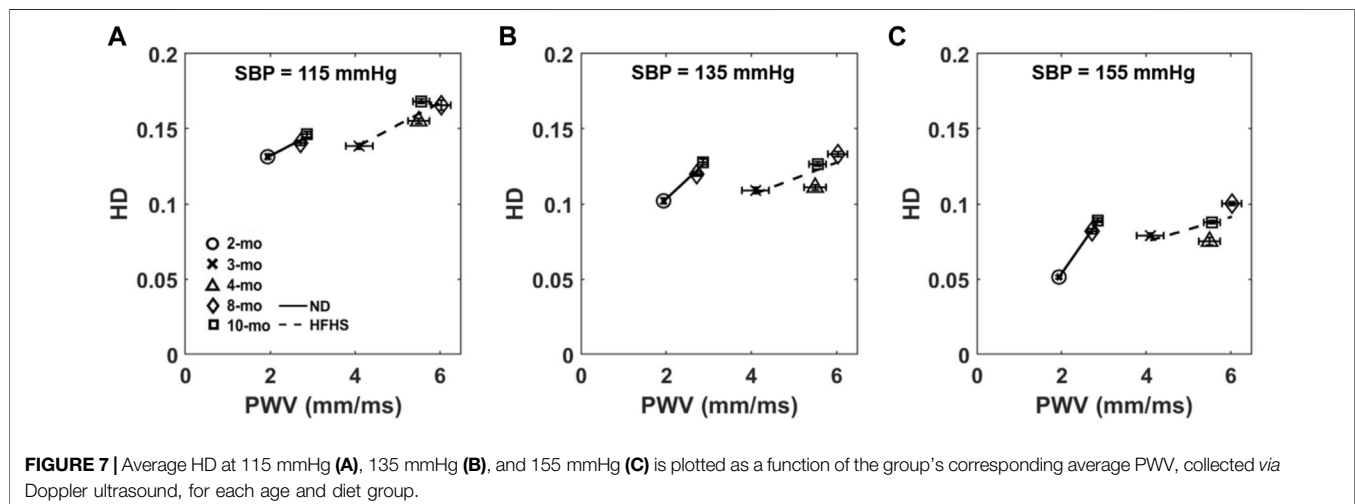 A
B
C
0.2
0.15
0.1
0.05
0
HD
SBP = 115 mmHg
2-mo
3-mo
4-mo
8-mo
10-mo
ND
HFHS
0 2 4 6
PWV (mm/ms)
0.2
0.15
0.1
0.05
0
HD
SBP = 135 mmHg
0 2 4 6
PWV (mm/ms)
0.2
0.15
0.1
0.05
0
HD
SBP = 155 mmHg
0 2 4 6
PWV (mm/ms)
FIGURE 7 | Average HD at 115 mmHg (A), 135 mmHg (B), and 155 mmHg (C) is plotted as a function of the group's corresponding average PWV, collected via
Doppler ultrasound, for each age and diet group.